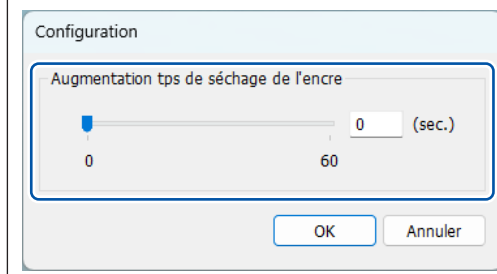 Configuration
Augmentation tps de séchage de l'encre
0 (sec.)
0 60
OK Annuler